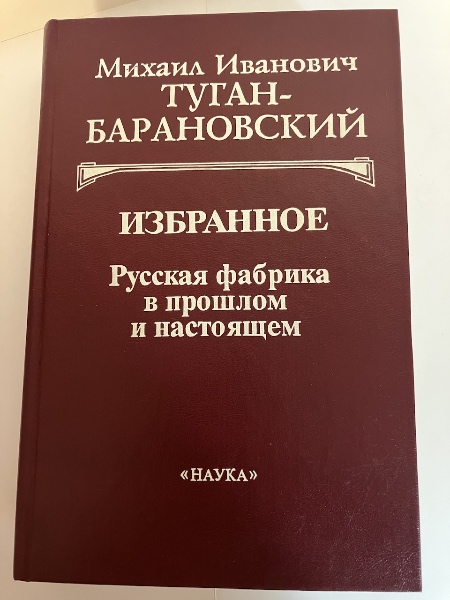 Михаил Иванович
ТУГАН-
БАРАНОВСКИЙ
ИЗБРАННОЕ
Русская фабрика
в прошлом
и настоящем
«НАУКА»